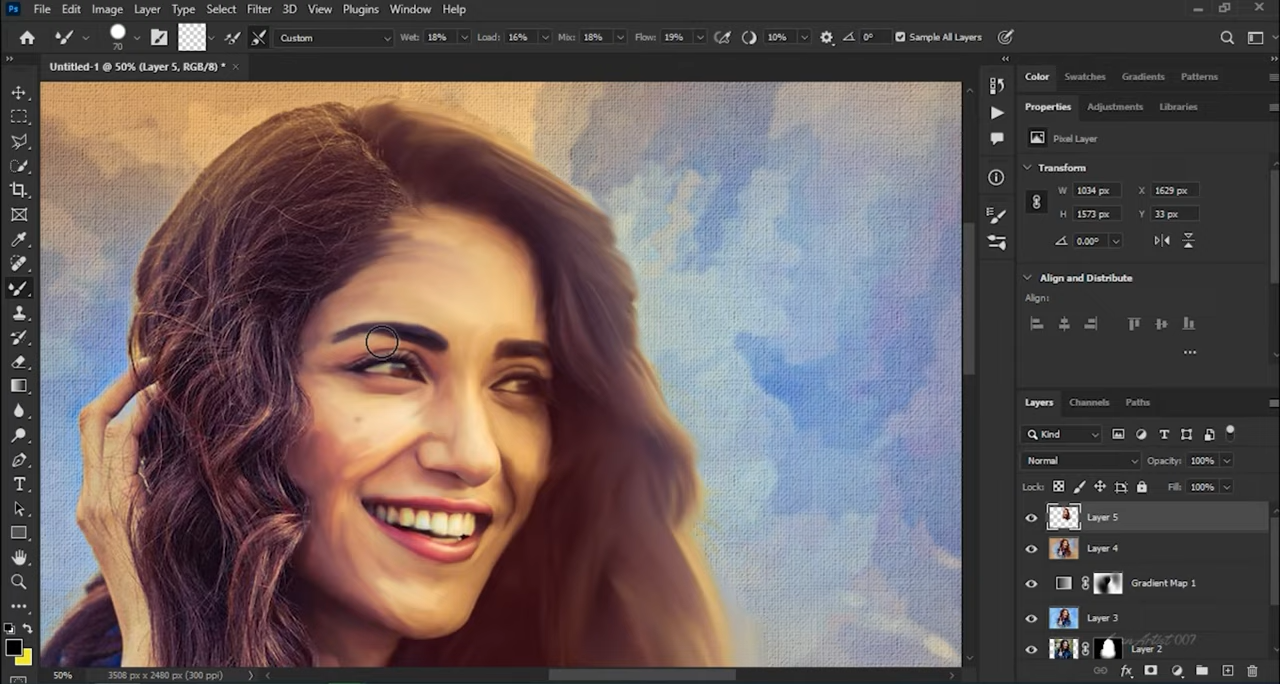 Ps File Edit Image Layer Type Select Filter 3D View Plugins Window Help
70 Custom Wet: 18% Load: 16% Mix: 18% Flow: 19% 10% 0° Sample All Layers
Untitled-1 @ 50% (Layer 5, RGB/8) * ×
Color Swatches Gradients Patterns
Properties Adjustments Libraries
Pixel Layer
Transform
W 1034 px X 1629 px
H 1573 px Y 33 px
0.00°
Align and Distribute
Align:
Layers Channels Paths
Kind
Normal Opacity: 100%
Lock: Fill: 100%
Layer 5
Layer 4
Gradient Map 1
Layer 3
Layer 2
50% 3508 px x 2480 px (300 ppi)